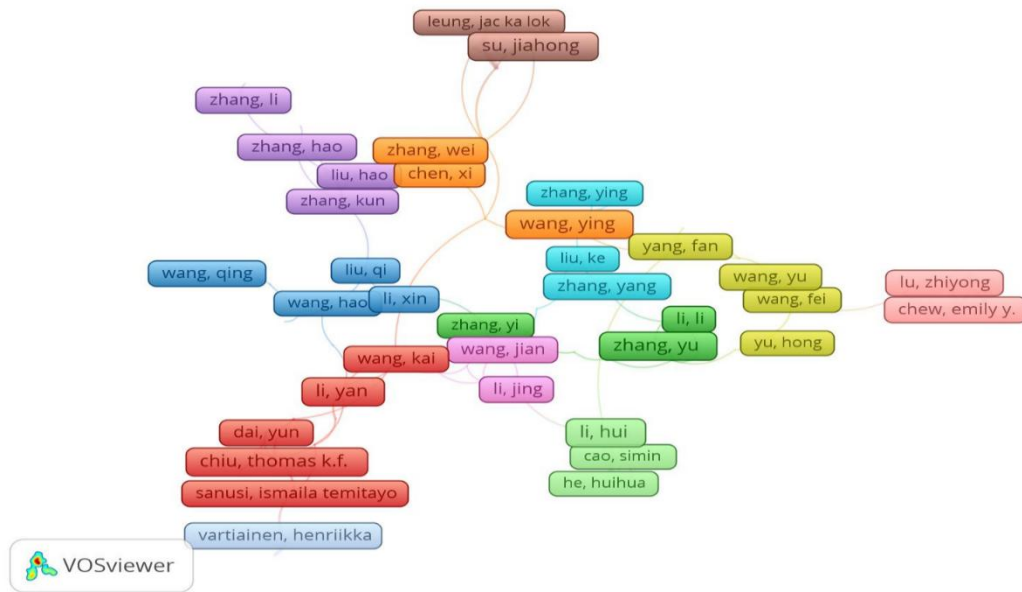 leung, jac ka lok
su, jiahong
zhang, li
zhang, hao
zhang, wei
liu, hao
chen, xi
zhang, kun
zhang, ying
wang, ying
yang, fan
liu, ke
wang, qing
liu, qi
zhang, yang
wang, yu
lu, zhiyong
wang, hao
li, xin
wang, fei
chew, emily y.
zhang, yi
li, li
wang, jian
zhang, yu
yu, hong
wang, kai
li, yan
li, jing
dai, yun
li, hui
chiu, thomas k.f.
cao, simin
he, huihua
sanusi, ismaila temitayo
vartiainen, henriikka
VOSviewer